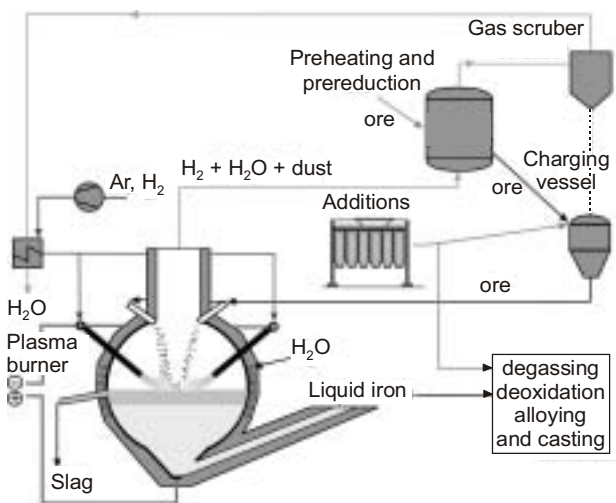 Gas scruber
Preheating and
prereduction
ore
H₂ + H₂O + dust
Charging
vessel
ore
Ar, H₂
Additions
ore
H₂O
Plasma
burner
H₂O
Liquid iron
degassing
deoxidation
alloying
and casting
Slag